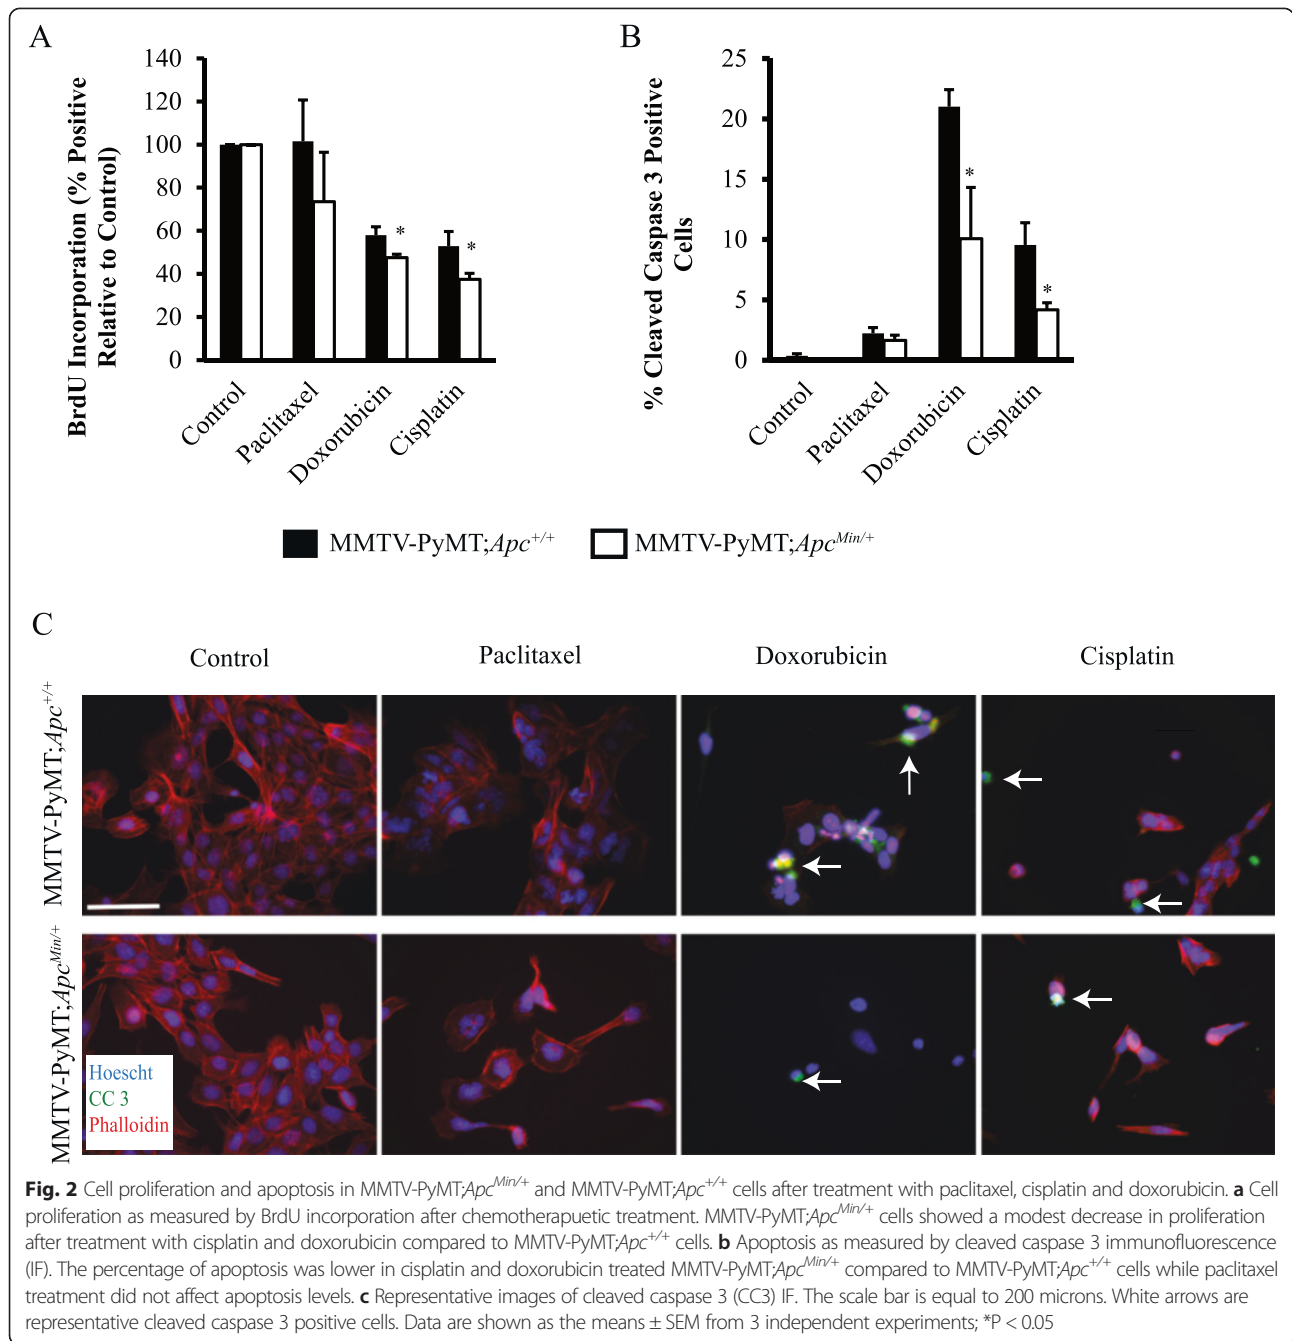 A
BrdU Incorporation (% Positive
Relative to Control)
140
120
100
80
60
40
20
0
*
*
Control
Paclitaxel
Doxorubicin
Cisplatin
B
% Cleaved Caspase 3 Positive
Cells
25
20
15
10
5
0
*
*
Control
Paclitaxel
Doxorubicin
Cisplatin
MMTV-PyMT;Apc+/+
MMTV-PyMT;ApcMin/+
C
Control
Paclitaxel
Doxorubicin
Cisplatin
MMTV-PyMT;Apc+/+
MMTV-PyMT;ApcMin/+
Hoescht
CC 3
Phalloidin
Fig. 2 Cell proliferation and apoptosis in MMTV-PyMT;ApcMin/+ and MMTV-PyMT;Apc+/+ cells after treatment with paclitaxel, cisplatin and doxorubicin. a Cell
proliferation as measured by BrdU incorporation after chemotherapuetic treatment. MMTV-PyMT;ApcMin/+ cells showed a modest decrease in proliferation
after treatment with cisplatin and doxorubicin compared to MMTV-PyMT;Apc+/+ cells. b Apoptosis as measured by cleaved caspase 3 immunofluorescence
(IF). The percentage of apoptosis was lower in cisplatin and doxorubicin treated MMTV-PyMT;ApcMin/+ compared to MMTV-PyMT;Apc+/+ cells while paclitaxel
treatment did not affect apoptosis levels. c Representative images of cleaved caspase 3 (CC3) IF. The scale bar is equal to 200 microns. White arrows are
representative cleaved caspase 3 positive cells. Data are shown as the means ± SEM from 3 independent experiments; *P < 0.05